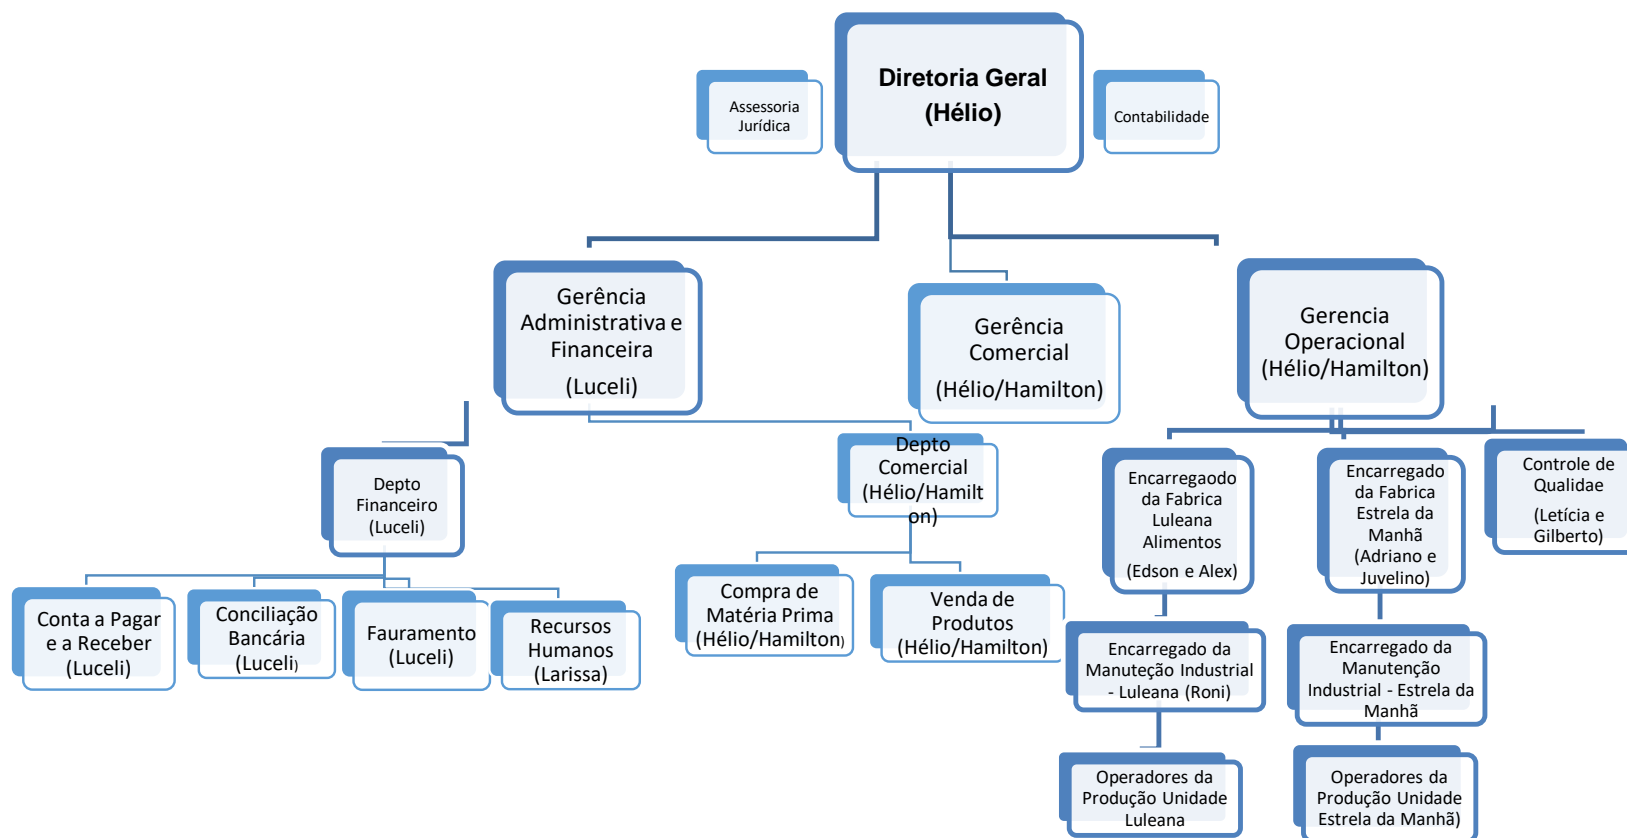 Diretoria Geral
(Hélio)
Assessoria
Jurídica
Contabilidade
Gerência
Administrativa e
Financeira
(Luceli)
Gerência
Comercial
(Hélio/Hamilton)
Gerencia
Operacional
(Hélio/Hamilton)
Depto
Financeiro
(Luceli)
Depto
Comercial
(Hélio/Hamilt
on)
Encarregaodo
da Fabrica
Luleana
Alimentos
(Edson e Alex)
Encarregado
da Fabrica
Estrela da
Manhã
(Adriano e
Juvelino)
Controle de
Qualidae
(Letícia e
Gilberto)
Conta a Pagar
e a Receber
(Luceli)
Conciliação
Bancária
(Luceli)
Fauramento
(Luceli)
Recursos
Humanos
(Larissa)
Compra de
Matéria Prima
(Hélio/Hamilton)
Venda de
Produtos
(Hélio/Hamilton)
Encarregado da
Manuteção Industrial
- Luleana (Roni)
Encarregado da
Manutenção
Industrial - Estrela da
Manhã
Operadores da
Produção Unidade
Luleana
Operadores da
Produção Unidade
Estrela da Manhã)